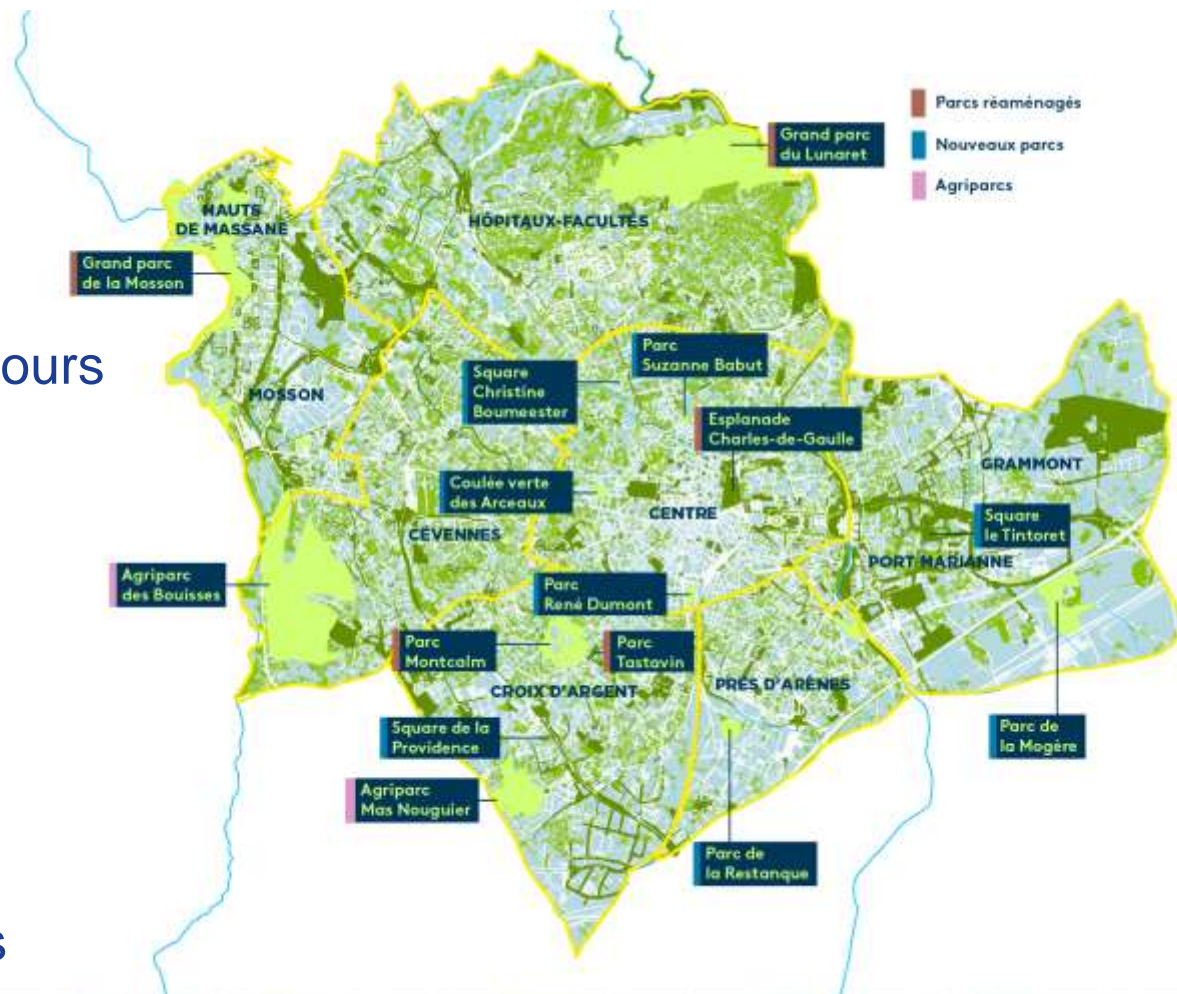 Parcs réaménagés
Nouveaux parcs
Agriparcs
Grand parc
du Lunaret
HAUTS
DE MASSANE
HÔPITAUX-FACULTÉS
Grand parc
de la Mosson
ours
Parc
Suzanne Babut
Square
Christine
Boumeester
MOSSON
Esplanade
Charles-de-Gaulle
GRAMMONT
Coulée verte
des Arceaux
CENTRE
Square
le Tintoret
CÉVENNES
PORT MARIANNE
Agriparc
des Bouisses
Parc
René Dumont
Parc
Montcalm
Parc
Tastavin
CROIX D'ARGENT
PRÉS D'ARÈNES
Square de la
Providence
Parc de
la Mogère
Agriparc
Mas Nouguier
Parc de
la Restanque
s